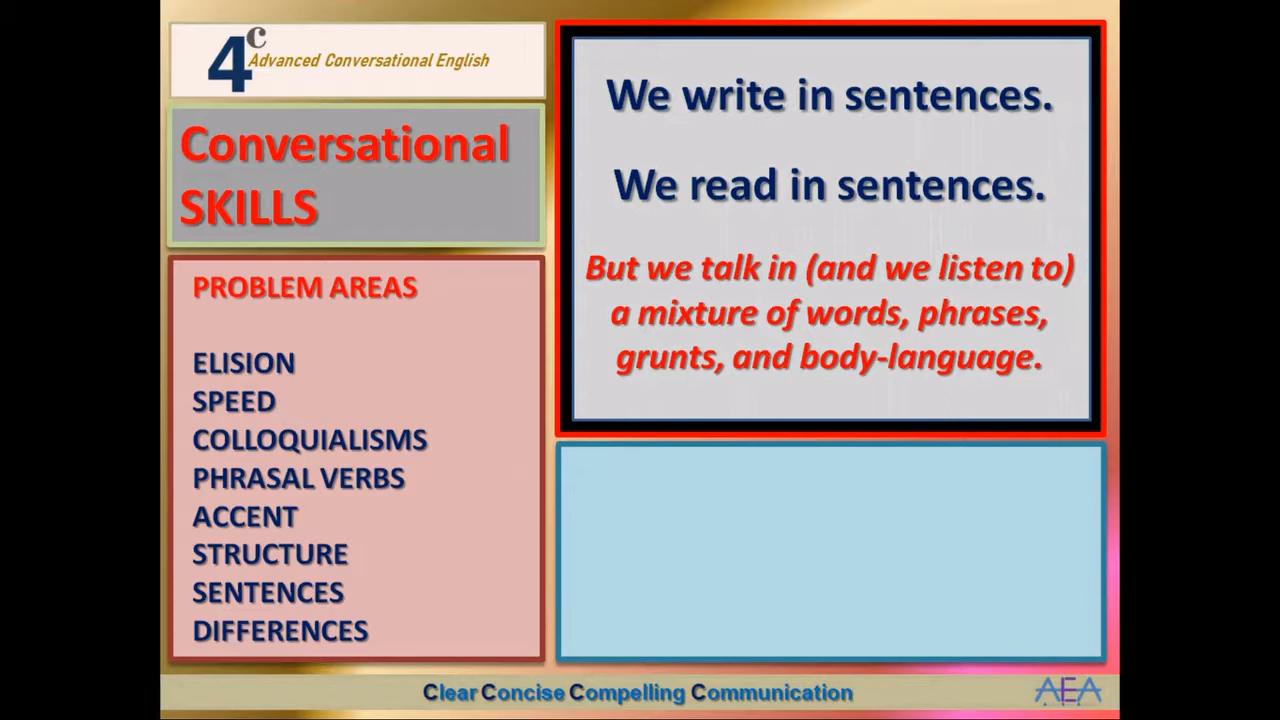 4c Advanced Conversational English
Conversational
SKILLS
PROBLEM AREAS
ELISION
SPEED
COLLOQUIALISMS
PHRASAL VERBS
ACCENT
STRUCTURE
SENTENCES
DIFFERENCES
We write in sentences.
We read in sentences.
But we talk in (and we listen to)
a mixture of words, phrases,
grunts, and body-language.
Clear Concise Compelling Communication
AEA